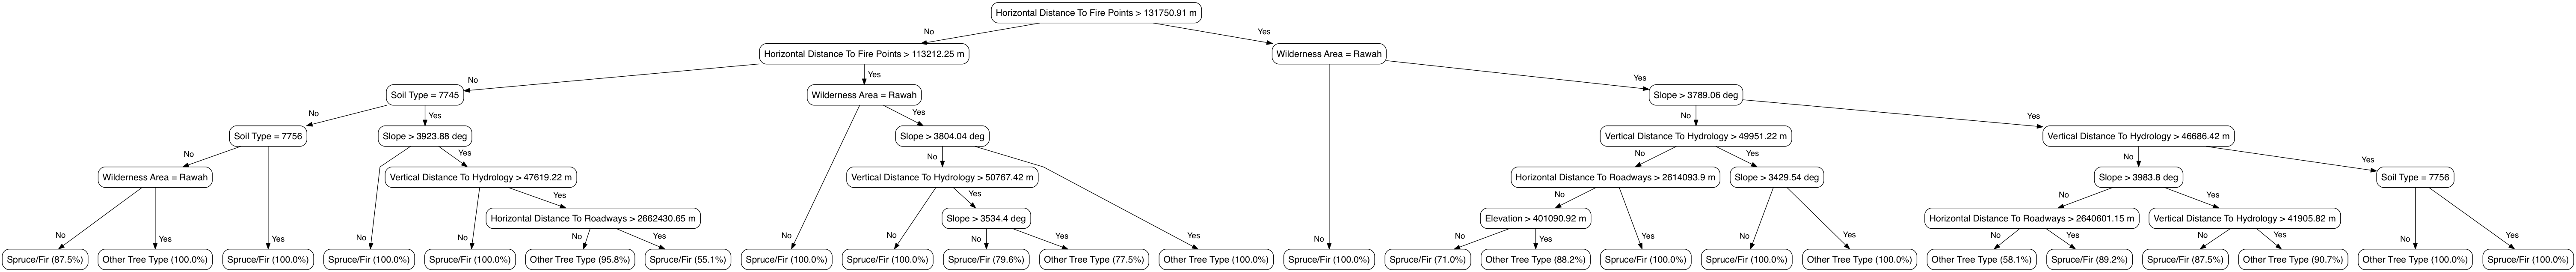 Horizontal Distance To Fire Points > 131750.91 m
No
Yes
Horizontal Distance To Fire Points > 113212.25 m
Wilderness Area = Rawah
No
Yes
Yes
Soil Type = 7745
Wilderness Area = Rawah
Slope > 3789.06 deg
No
Yes
Yes
No
Yes
Soil Type = 7756
Slope > 3923.88 deg
Slope > 3804.04 deg
Vertical Distance To Hydrology > 49951.22 m
Vertical Distance To Hydrology > 46686.42 m
No
Yes
No
No
Yes
No
Yes
Wilderness Area = Rawah
Vertical Distance To Hydrology > 47619.22 m
Vertical Distance To Hydrology > 50767.42 m
Horizontal Distance To Roadways > 2614093.9 m
Slope > 3429.54 deg
Slope > 3983.8 deg
Soil Type = 7756
Yes
Yes
No
No
Yes
Horizontal Distance To Roadways > 2662430.65 m
Slope > 3534.4 deg
Elevation > 401090.92 m
Horizontal Distance To Roadways > 2640601.15 m
Vertical Distance To Hydrology > 41905.82 m
No
Yes
Yes
No
No
No
Yes
No
No
No
Yes
Yes
No
No
Yes
Yes
No
Yes
No
Yes
No
Yes
No
Yes
Spruce/Fir (87.5%)
Other Tree Type (100.0%)
Spruce/Fir (100.0%)
Spruce/Fir (100.0%)
Spruce/Fir (100.0%)
Other Tree Type (95.8%)
Spruce/Fir (55.1%)
Spruce/Fir (100.0%)
Spruce/Fir (100.0%)
Spruce/Fir (79.6%)
Other Tree Type (77.5%)
Other Tree Type (100.0%)
Spruce/Fir (100.0%)
Spruce/Fir (71.0%)
Other Tree Type (88.2%)
Spruce/Fir (100.0%)
Spruce/Fir (100.0%)
Other Tree Type (100.0%)
Other Tree Type (58.1%)
Spruce/Fir (89.2%)
Spruce/Fir (87.5%)
Other Tree Type (90.7%)
Other Tree Type (100.0%)
Spruce/Fir (100.0%)